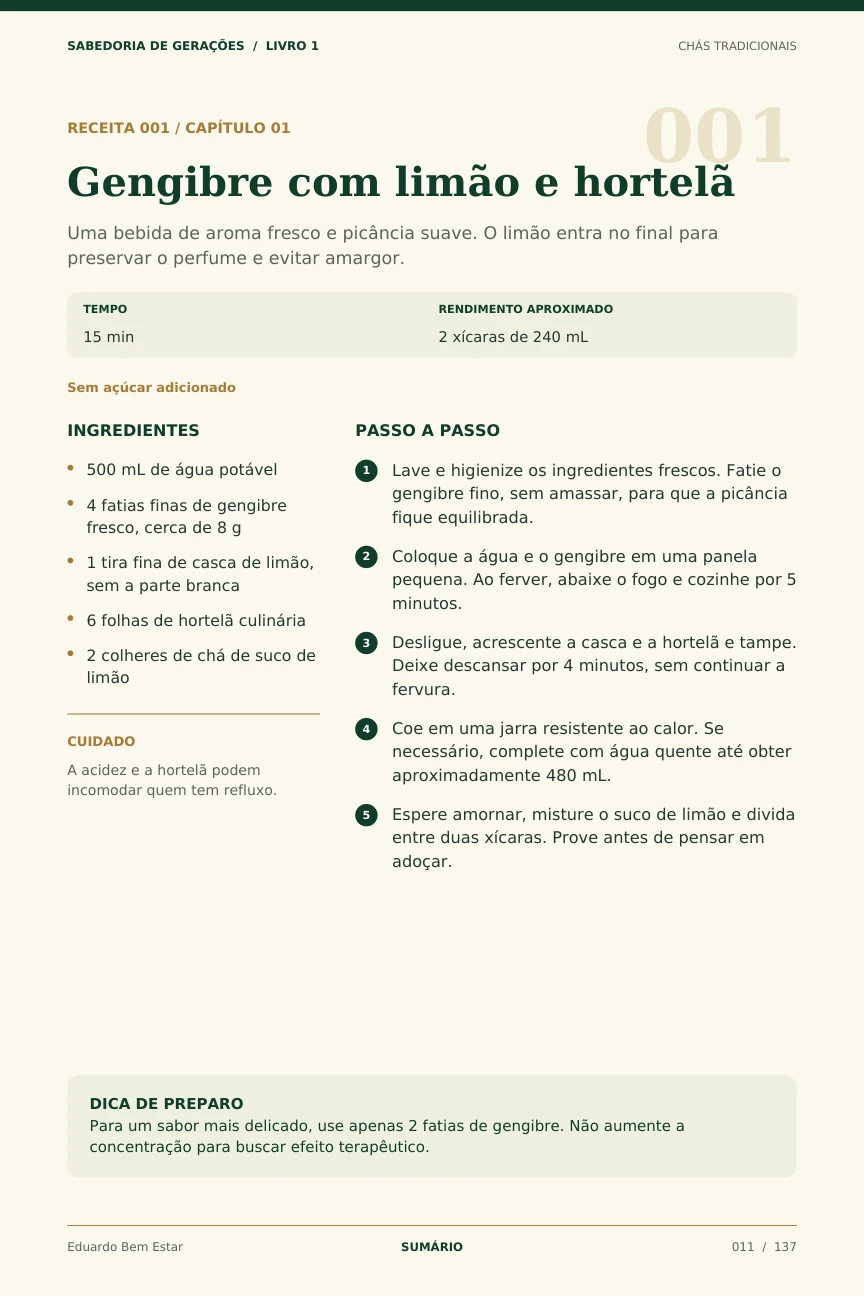 SABEDORIA DE GERAÇÕES / LIVRO 1
CHÁS TRADICIONAIS
RECEITA 001 / CAPÍTULO 01
001
Gengibre com limão e hortelã
Uma bebida de aroma fresco e picância suave. O limão entra no final para
preservar o perfume e evitar amargor.
TEMPO
15 min
RENDIMENTO APROXIMADO
2 xícaras de 240 mL
Sem açúcar adicionado
INGREDIENTES
• 500 mL de água potável
• 4 fatias finas de gengibre
fresco, cerca de 8 g
• 1 tira fina de casca de limão,
sem a parte branca
• 6 folhas de hortelã culinária
• 2 colheres de chá de suco de
limão
CUIDADO
A acidez e a hortelã podem
incomodar quem tem refluxo.
PASSO A PASSO
1 Lave e higienize os ingredientes frescos. Fatie o
gengibre fino, sem amassar, para que a picância
fique equilibrada.
2 Coloque a água e o gengibre em uma panela
pequena. Ao ferver, abaixe o fogo e cozinhe por 5
minutos.
3 Desligue, acrescente a casca e a hortelã e tampe.
Deixe descansar por 4 minutos, sem continuar a
fervura.
4 Coe em uma jarra resistente ao calor. Se
necessário, complete com água quente até obter
aproximadamente 480 mL.
5 Espere amornar, misture o suco de limão e divida
entre duas xícaras. Prove antes de pensar em
adoçar.
DICA DE PREPARO
Para um sabor mais delicado, use apenas 2 fatias de gengibre. Não aumente a
concentração para buscar efeito terapêutico.
Eduardo Bem Estar
SUMÁRIO
011 / 137